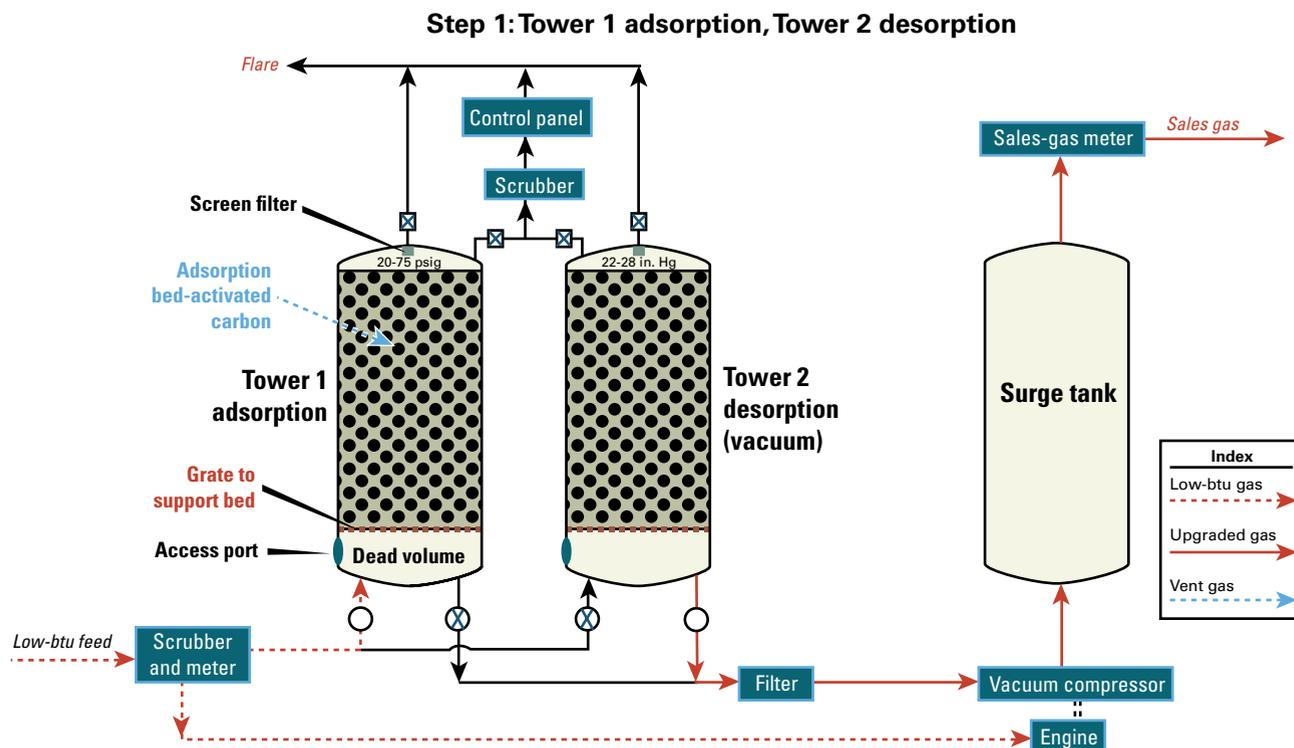 Step 1: Tower 1 adsorption, Tower 2 desorption
Flare
Control panel
Scrubber
Sales-gas meter
Sales gas
Screen filter
20-75 psig
22-28 in. Hg
Adsorption
bed-activated
carbon
Tower 1
adsorption
Tower 2
desorption
(vacuum)
Surge tank
Grate to
support bed
Access port
Dead volume
Index
Low-btu gas
Upgraded gas
Vent gas
Low-btu feed
Scrubber
and meter
Filter
Vacuum compressor
Engine